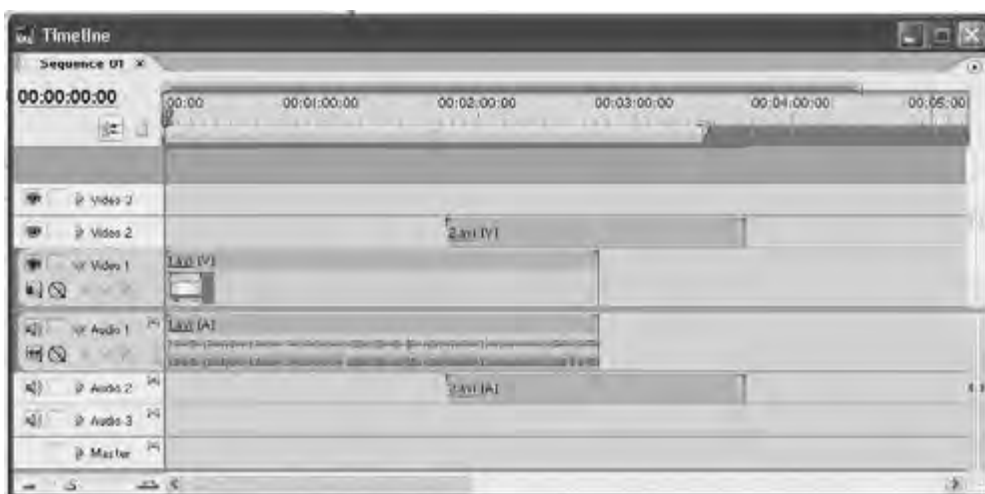 Timeline
Sequence 01 ×
00:00:00:00
00:00 00:01:00:00 00:02:00:00 00:03:00:00 00:04:00:00 00:05:00
Video 3
Video 2 2.avi [V]
Video 1 1.avi [V]
Audio 1 1.avi [A]
Audio 2 2.avi [A]
Audio 3
Master